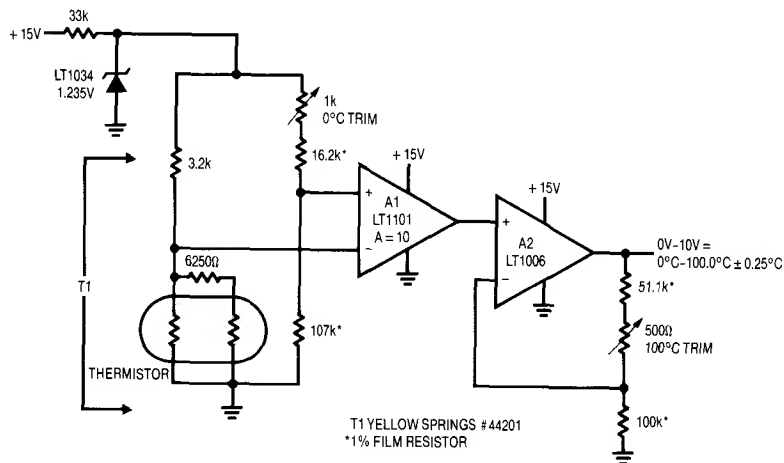 33k
+ 15V
LT1034
1.235V
1k
0°C TRIM
3.2k
16.2k*
+ 15V
+
A1
LT1101
A = 10
−
+ 15V
+
A2
LT1006
−
0V–10V =
0°C–100.0°C ± 0.25°C
T1
6250Ω
107k*
51.1k*
500Ω
100°C TRIM
THERMISTOR
100k*
T1 YELLOW SPRINGS #44201
*1% FILM RESISTOR